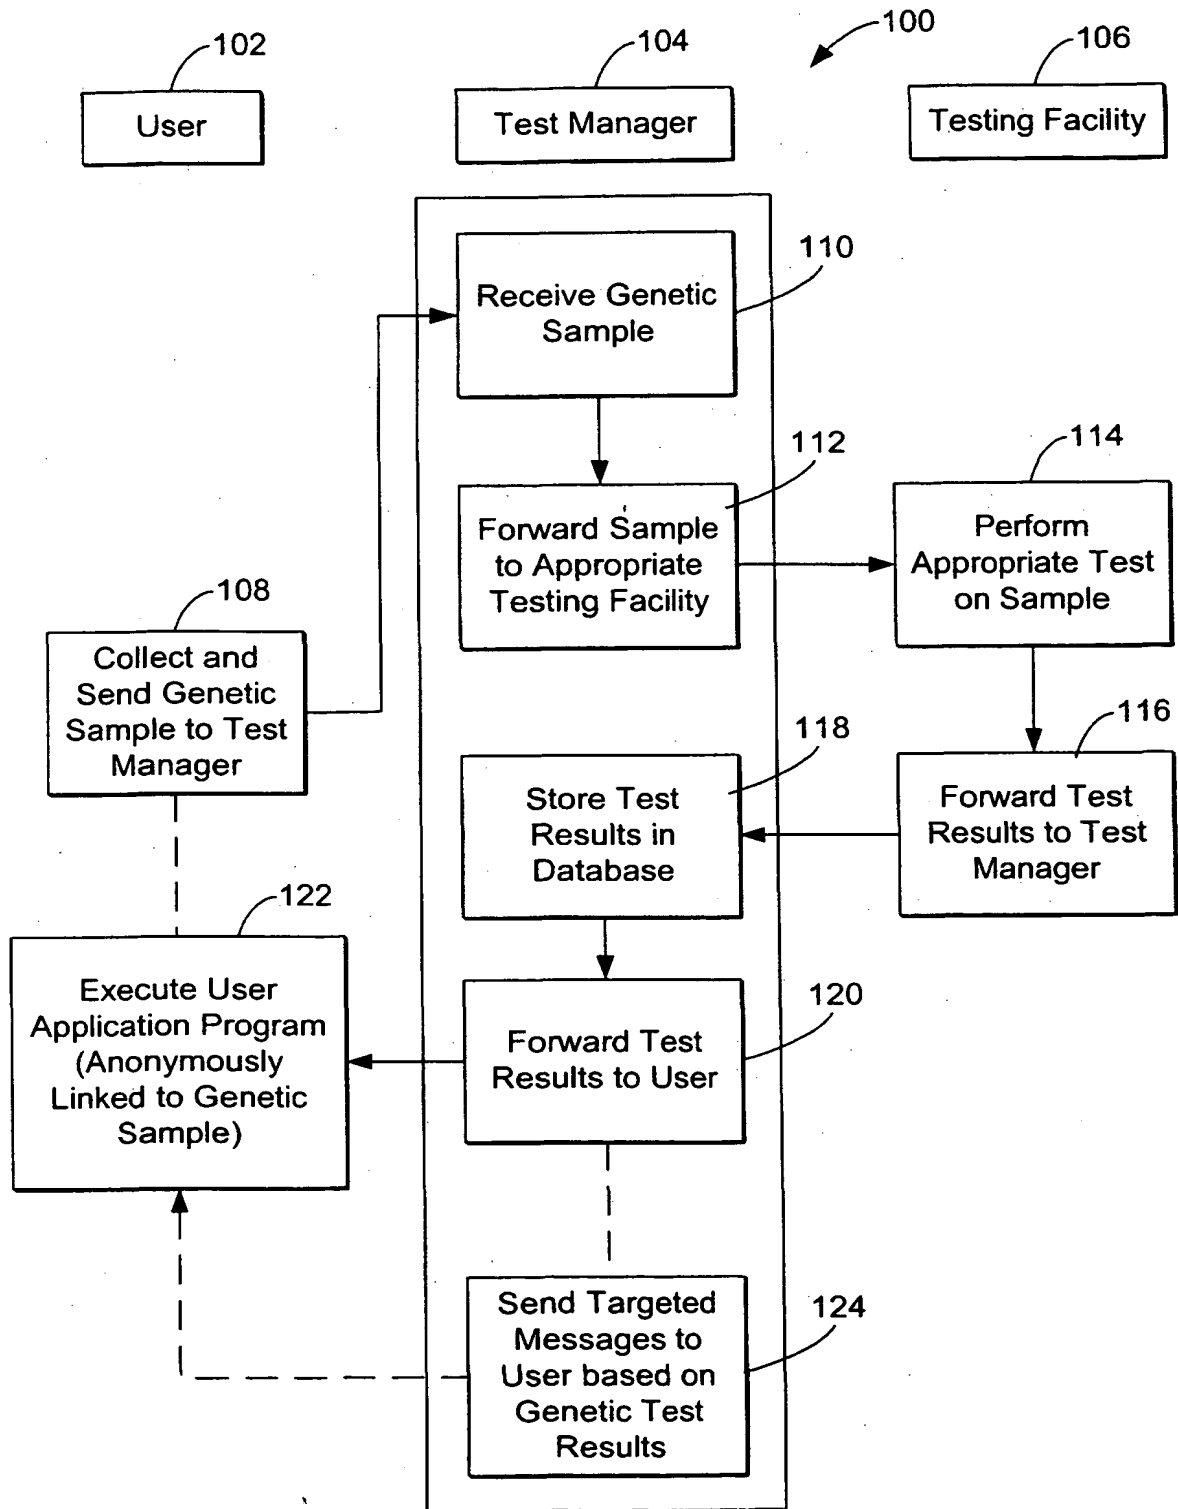 100
102
104
106
User
Test Manager
Testing Facility
110
Receive Genetic
Sample
112
Forward Sample
to Appropriate
Testing Facility
114
Perform
Appropriate Test
on Sample
108
Collect and
Send Genetic
Sample to Test
Manager
116
Forward Test
Results to Test
Manager
118
Store Test
Results in
Database
122
Execute User
Application Program
(Anonymously
Linked to Genetic
Sample)
120
Forward Test
Results to User
124
Send Targeted
Messages to
User based on
Genetic Test
Results